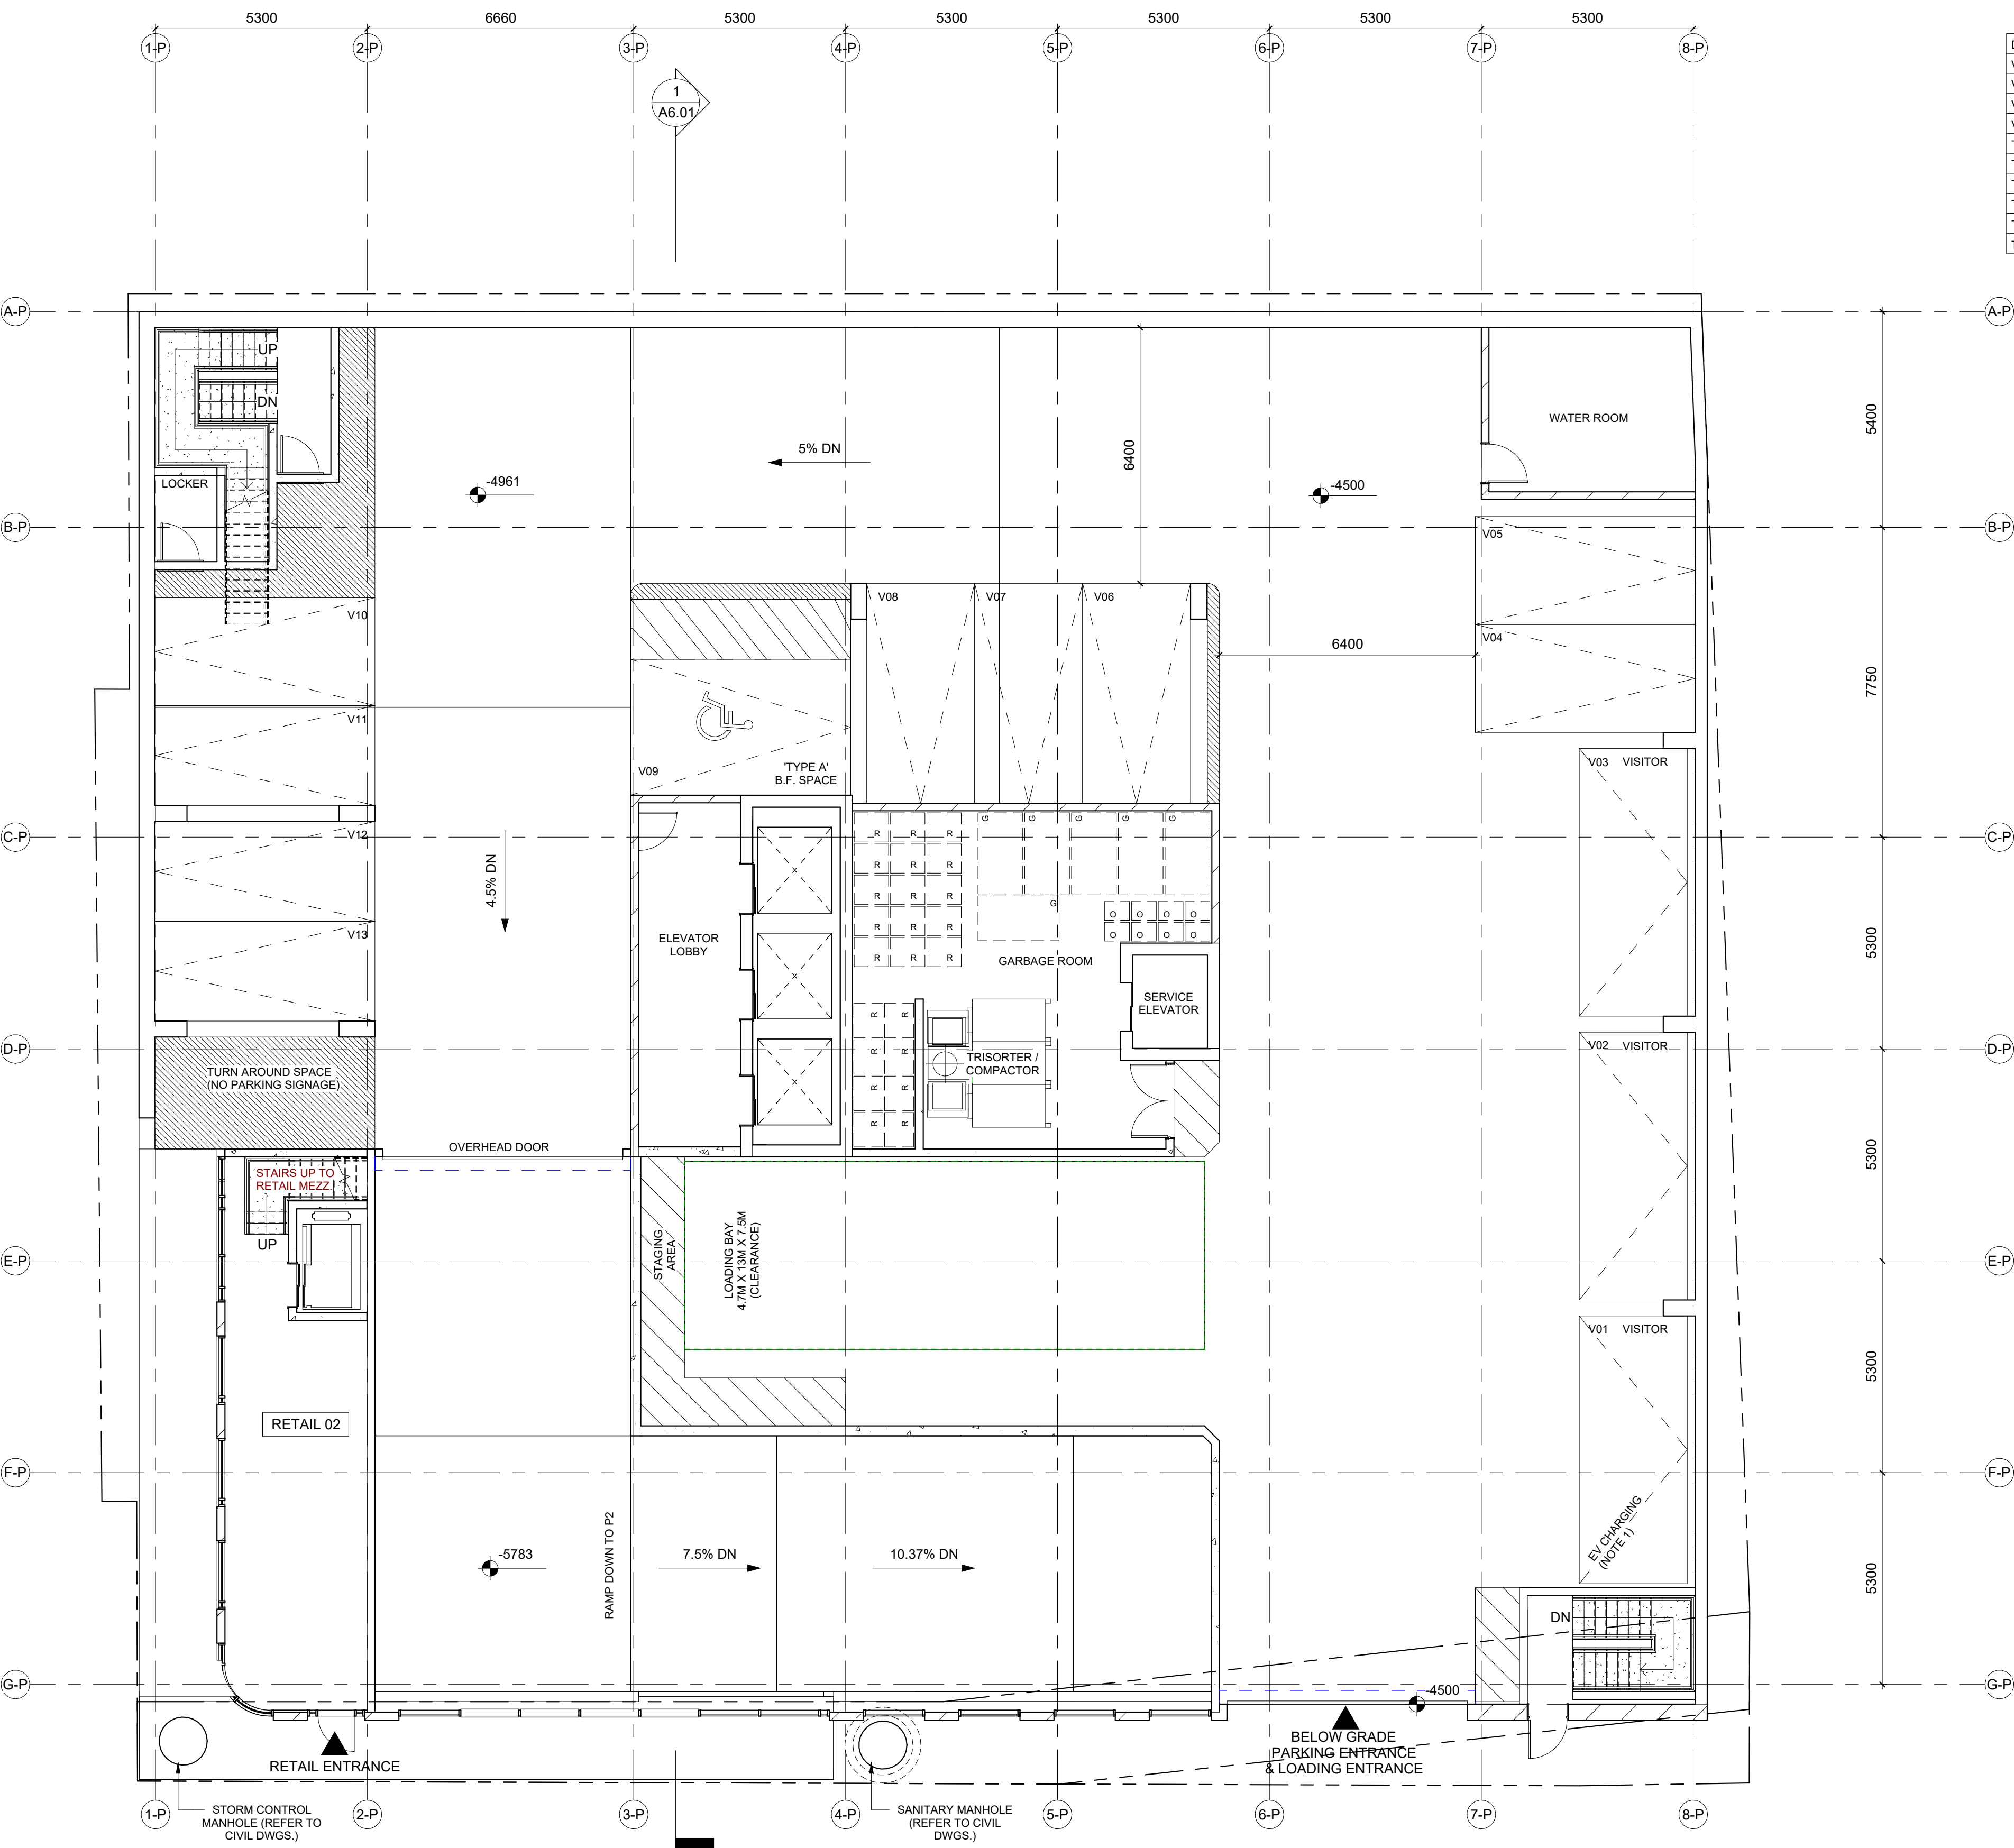 5300 6660 5300 5300 5300 5300 5300
1-P 2-P 3-P 4-P 5-P 6-P 7-P 8-P
1
A6.01
A-P A-P
UP
DN
5% DN
6400
WATER ROOM
5400
LOCKER
-4961
-4500
B-P B-P
V05
V10
V08 V07 V06
V04
6400
7750
V11
V09
'TYPE A'
B.F. SPACE
V03 VISITOR
V12
C-P C-P
G G G G G
R R R
R R R
R R R
R R R
R R R
G
O O O O
O O O O
4.5% DN
V13
ELEVATOR
LOBBY
GARBAGE ROOM
5300
SERVICE
ELEVATOR
R R
R R
R R
R R
D-P D-P
V02 VISITOR
TRISORTER /
COMPACTOR
TURN AROUND SPACE
(NO PARKING SIGNAGE)
OVERHEAD DOOR
5300
STAIRS UP TO
RETAIL MEZZ.
UP
STAGING
AREA
LOADING BAY
4.7M X 13M X 7.5M
(CLEARANCE)
E-P E-P
V01 VISITOR
5300
RETAIL 02
F-P F-P
EV CHARGING
(NOTE 1)
-5783
RAMP DOWN TO P2
7.5% DN
10.37% DN
5300
DN
G-P G-P
-4500
BELOW GRADE
PARKING ENTRANCE
& LOADING ENTRANCE
RETAIL ENTRANCE
1-P 2-P 3-P 4-P 5-P 6-P 7-P 8-P
STORM CONTROL
MANHOLE (REFER TO
CIVIL DWGS.)
SANITARY MANHOLE
(REFER TO CIVIL
DWGS.)